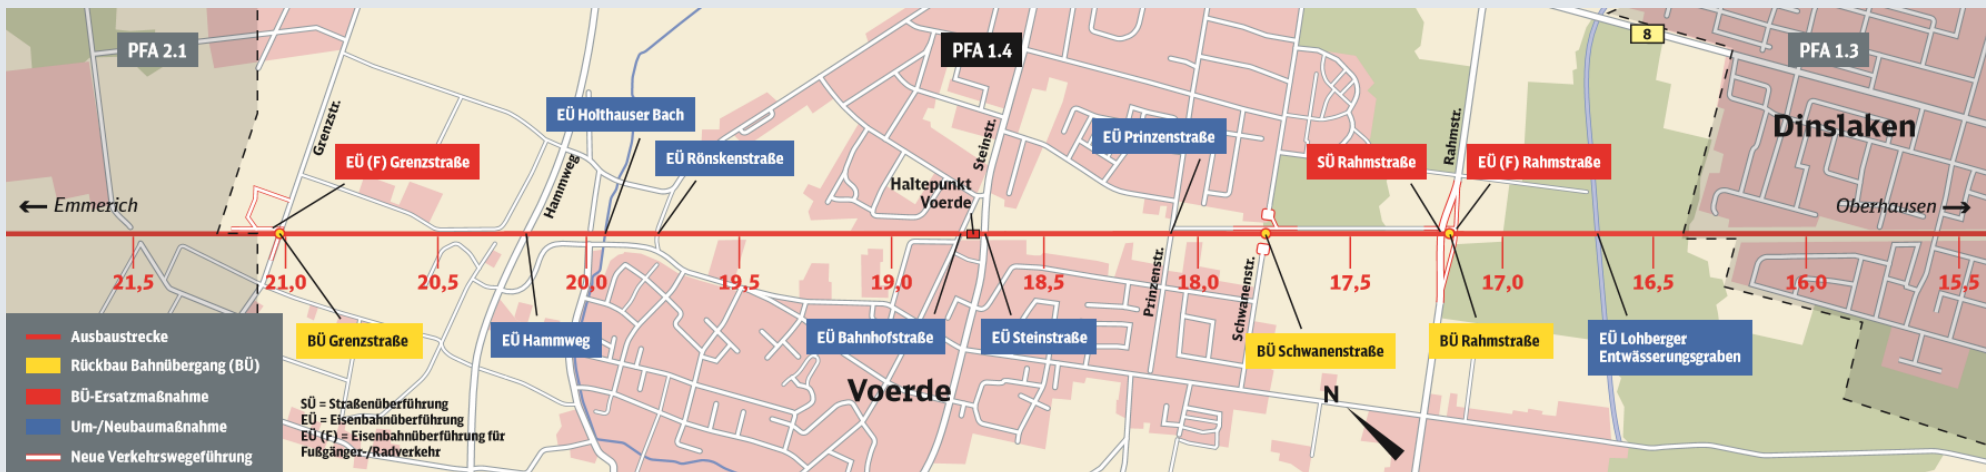 PFA 2.1
PFA 1.4
PFA 1.3
8
Dinslaken
Grenzstr.
EÜ (F) Grenzstraße
Hammweg
EÜ Holthauser Bach
EÜ Rönskenstraße
Steinstr.
Haltepunkt
Voerde
EÜ Prinzenstraße
SÜ Rahmstraße
Rahmstr.
EÜ (F) Rahmstraße
← Emmerich
Oberhausen →
21,5
21,0
20,5
20,0
19,5
19,0
18,5
18,0
17,5
17,0
16,5
16,0
15,5
Prinzenstr.
Schwanenstr.
BÜ Grenzstraße
EÜ Hammweg
EÜ Bahnhofstraße
EÜ Steinstraße
BÜ Schwanenstraße
BÜ Rahmstraße
EÜ Lohberger
Entwässerungsgraben
Voerde
N
Ausbaustrecke
Rückbau Bahnübergang (BÜ)
BÜ-Ersatzmaßnahme
Um-/Neubaumaßnahme
Neue Verkehrswegeführung
SÜ = Straßenüberführung
EÜ = Eisenbahnüberführung
EÜ (F) = Eisenbahnüberführung für
Fußgänger-/Radverkehr